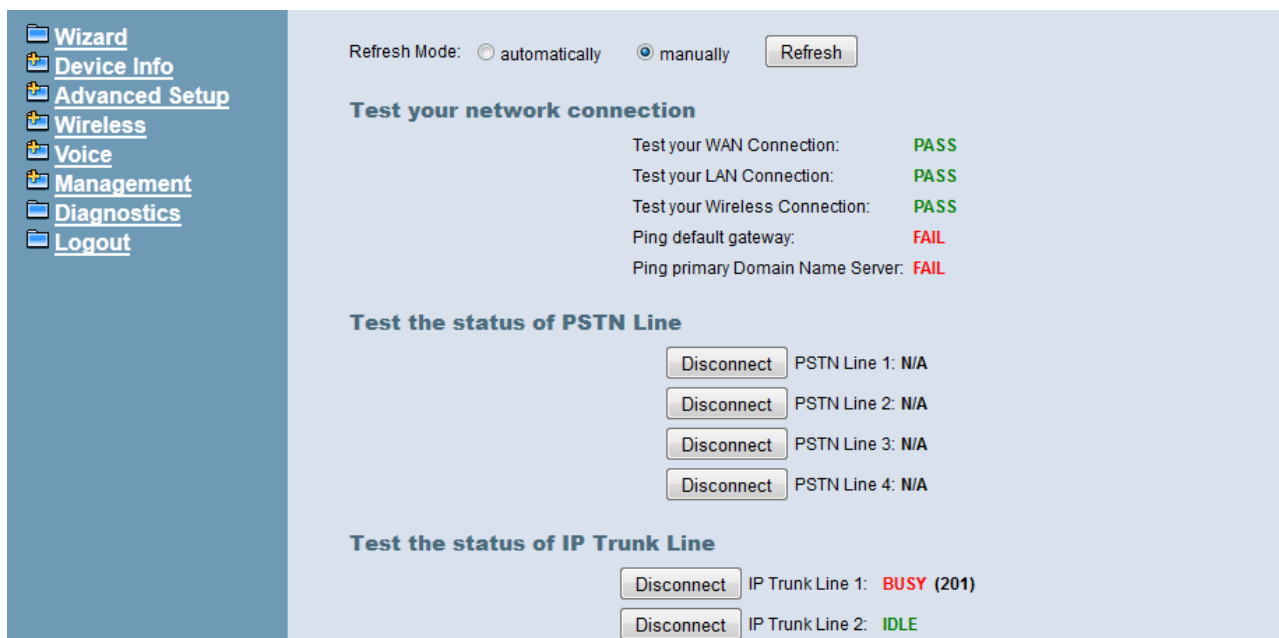 Wizard
Device Info
Advanced Setup
Wireless
Voice
Management
Diagnostics
Logout
Refresh Mode: automatically manually Refresh
Test your network connection
Test your WAN Connection: PASS
Test your LAN Connection: PASS
Test your Wireless Connection: PASS
Ping default gateway: FAIL
Ping primary Domain Name Server: FAIL
Test the status of PSTN Line
Disconnect PSTN Line 1: N/A
Disconnect PSTN Line 2: N/A
Disconnect PSTN Line 3: N/A
Disconnect PSTN Line 4: N/A
Test the status of IP Trunk Line
Disconnect IP Trunk Line 1: BUSY (201)
Disconnect IP Trunk Line 2: IDLE